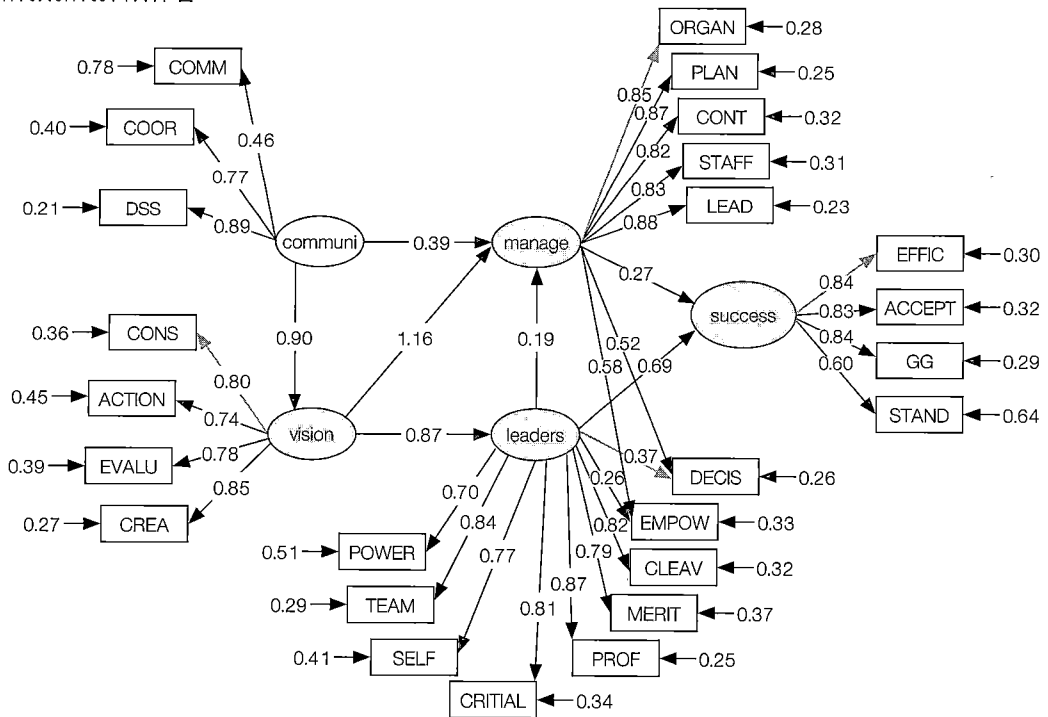 ORGAN
0.28
PLAN
0.25
CONT
0.32
STAFF
0.31
LEAD
0.23
0.78
COMM
0.40
COOR
0.21
DSS
0.46
0.77
0.89
0.85
0.87
0.82
0.83
0.88
communi
0.39
manage
0.27
success
EFFIC
0.30
ACCEPT
0.32
GG
0.29
STAND
0.64
0.84
0.83
0.84
0.60
0.90
1.16
0.19
0.69
0.52
0.58
0.36
CONS
0.45
ACTION
0.39
EVALU
0.27
CREA
0.80
0.74
0.78
0.85
vision
0.87
leaders
0.37
0.26
0.82
0.79
0.87
0.81
0.77
0.84
0.70
DECIS
0.26
EMPOW
0.33
CLEAV
0.32
MERIT
0.37
PROF
0.25
CRITIAL
0.34
0.51
POWER
0.29
TEAM
0.41
SELF